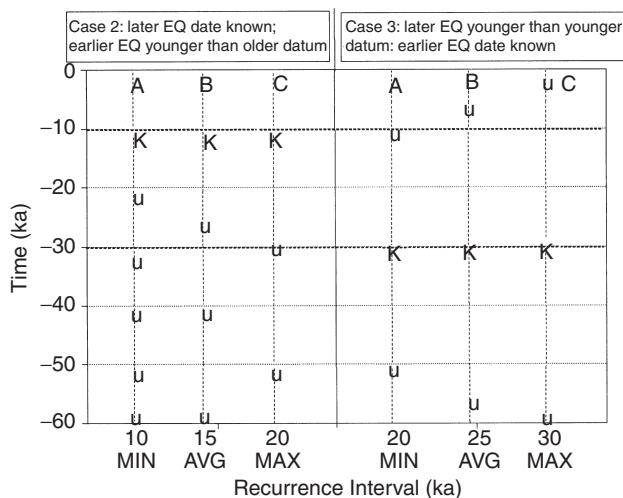 Case 2: later EQ date known;
earlier EQ younger than older datum
Case 3: later EQ younger than younger
datum: earlier EQ date known
Time (ka)
0
−10
−20
−30
−40
−50
−60
A B C A B u C
u
K K K u
u
u
u u K K K
u u
u u u
u
u u u
10 15 20 20 25 30
MIN AVG MAX MIN AVG MAX
Recurrence Interval (ka)